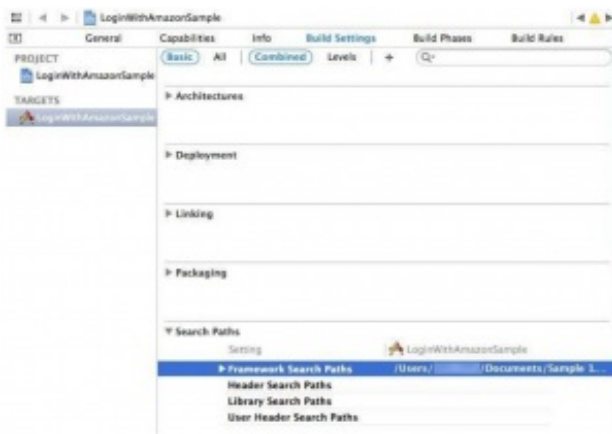 LoginWithAmazonSample
General Capabilities Info Build Settings Build Phases Build Rules
PROJECT
LoginWithAmazonSample
TARGETS
LoginWithAmazonSample
Basic All Combined Levels +
Architectures
Deployment
Linking
Packaging
Search Paths
Setting LoginWithAmazonSample
Framework Search Paths /Users/ /Documents/Sample 1...
Header Search Paths
Library Search Paths
User Header Search Paths